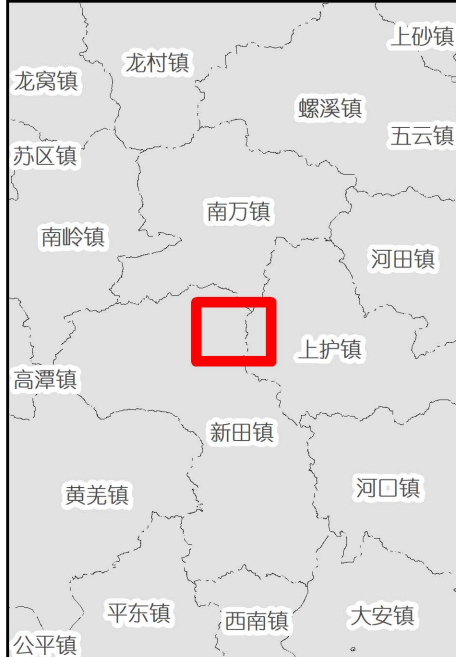 上砂镇
龙村镇
龙窝镇
螺溪镇
五云镇
苏区镇
南万镇
南岭镇
河田镇
上护镇
高潭镇
新田镇
黄羌镇
河口镇
平东镇
西南镇
大安镇
公平镇